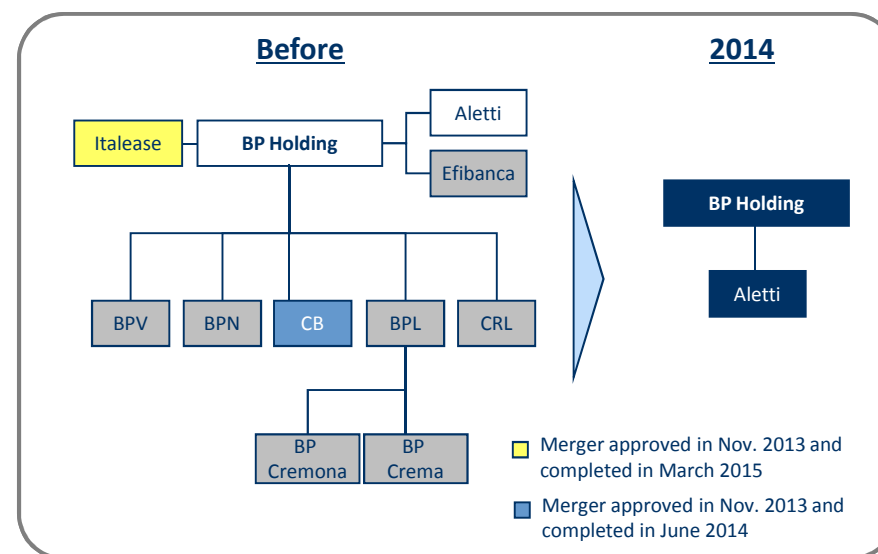 Before
2014
Aletti
Italease
BP Holding
Efibanca
BP Holding
Aletti
BPV
BPN
CB
BPL
CRL
BP
Cremona
BP
Crema
Merger approved in Nov. 2013 and
completed in March 2015
Merger approved in Nov. 2013 and
completed in June 2014